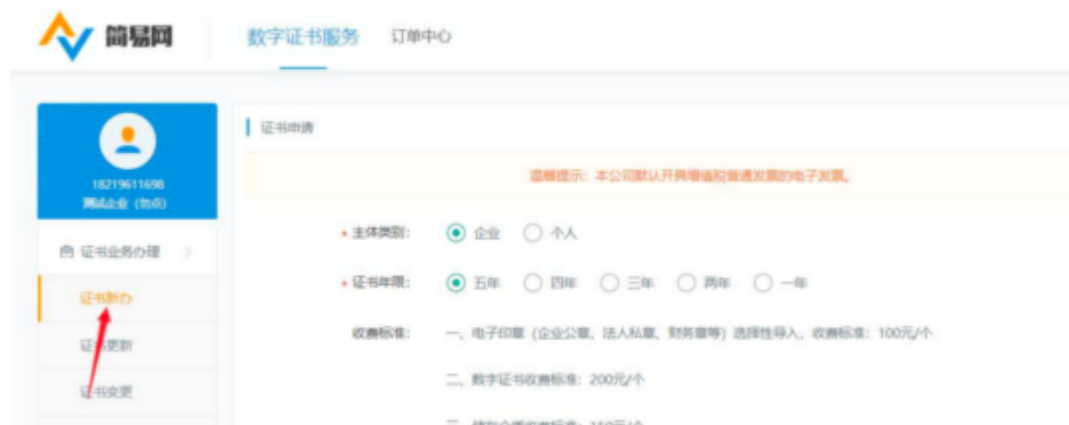 简易网
数字证书服务 订单中心
证书申请
温馨提示：本公司默认开具增值税普通发票的电子发票。
18219611698
测试企业（勿点）
* 主体类别： 企业 个人
证书业务办理
* 证书年限： 五年 四年 三年 两年 一年
证书新办
收费标准： 一、电子印章（企业公章、法人私章、财务章等）选择性导入，收费标准：100元/个
证书更新
二、数字证书收费标准：200元/个
证书变更